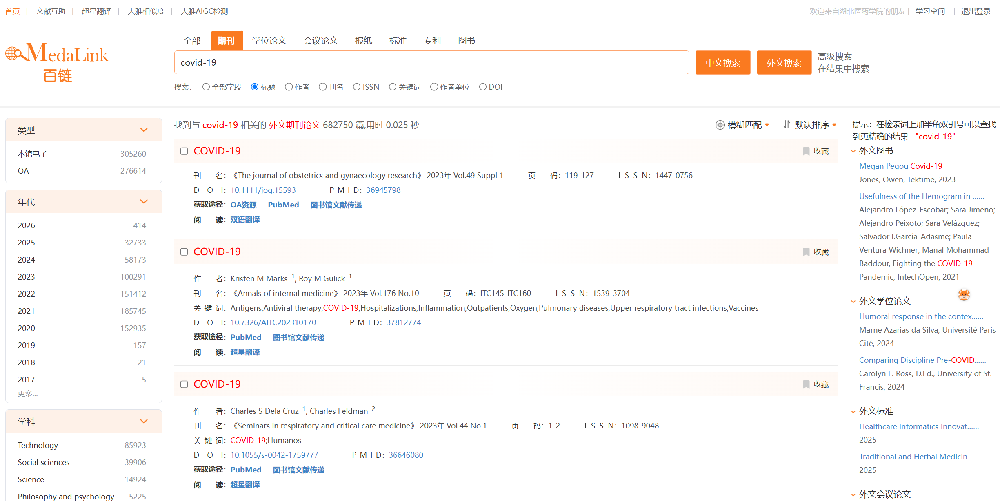 首页 | 文献互助 | 超星翻译 | 大雅相似度 | 大雅AIGC检测
欢迎来自湖北医药学院的朋友 | 学习空间 | 退出登录
MedaLink
百链
全部 期刊 学位论文 会议论文 报纸 标准 专利 图书
covid-19
中文搜索 外文搜索
高级搜索
在结果中搜索
搜索： 全部字段 标题 作者 刊名 ISSN 关键词 作者单位 DOI
类型
本馆电子 305260
OA 276614
年代
2026 414
2025 32733
2024 58173
2023 100291
2022 151412
2021 185745
2020 152935
2019 157
2018 21
2017 5
更多...
学科
Technology 85923
Social sciences 39906
Science 14924
Philosophy and psychology 5225
找到与 covid-19 相关的 外文期刊论文 682750 篇,用时 0.025 秒
模糊匹配 默认排序
COVID-19 收藏
刊 名：《The journal of obstetrics and gynaecology research》 2023年 Vol.49 Suppl 1 页 码：119-127 ISSN：1447-0756
DOI：10.1111/jog.15593 PMID：36945798
获取途径：OA资源 PubMed 图书馆文献传递
阅 读：双语翻译
COVID-19 收藏
作 者：Kristen M Marks 1, Roy M Gulick 1
刊 名：《Annals of internal medicine》 2023年 Vol.176 No.10 页 码：ITC145-ITC160 ISSN：1539-3704
关键词：Antigens;Antiviral therapy;COVID-19;Hospitalizations;Inflammation;Outpatients;Oxygen;Pulmonary diseases;Upper respiratory tract infections;Vaccines
DOI：10.7326/AITC202310170 PMID：37812774
获取途径：PubMed 图书馆文献传递
阅 读：超星翻译
COVID-19 收藏
作 者：Charles S Dela Cruz 1, Charles Feldman 2
刊 名：《Seminars in respiratory and critical care medicine》 2023年 Vol.44 No.1 页 码：1-2 ISSN：1098-9048
关键词：COVID-19;Humanos
DOI：10.1055/s-0042-1759777 PMID：36646080
获取途径：PubMed 图书馆文献传递
阅 读：超星翻译
提示：在检索词上加半角双引号可以查找
到更精确的结果 "covid-19"
外文图书
Megan Pegou Covid-19
Jones, Owen, Tektime, 2023
Usefulness of the Hemogram in ......
Alejandro López-Escobar; Sara Jimeno;
Alejandro Peixoto; Sara Velázquez;
Salvador I.García-Adasme; Paula
Ventura Wichner; Manal Mohammad
Baddour, Fighting the COVID-19
Pandemic, IntechOpen, 2021
外文学位论文
Humoral response in the contex......
Marne Azarias da Silva, Université Paris
Cité, 2024
Comparing Discipline Pre-COVID......
Carolyn L. Ross, D.Ed., University of St.
Francis, 2024
外文标准
Healthcare Informatics Innovat......
2025
Traditional and Herbal Medicin......
2025
外文会议论文